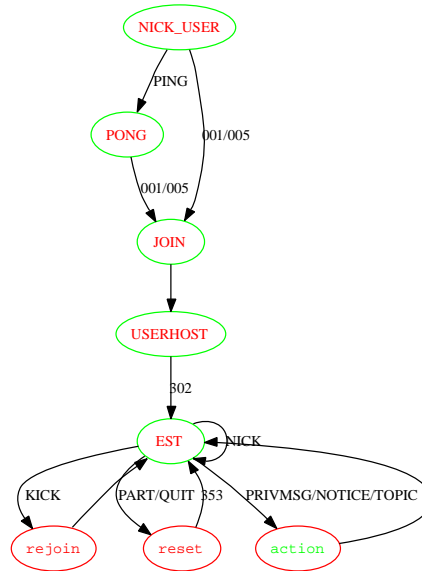 NICK_USER
PING
PONG
001/005
001/005
JOIN
USERHOST
302
EST
NICK
KICK
PART/QUIT
353
PRIVMSG/NOTICE/TOPIC
rejoin
reset
action